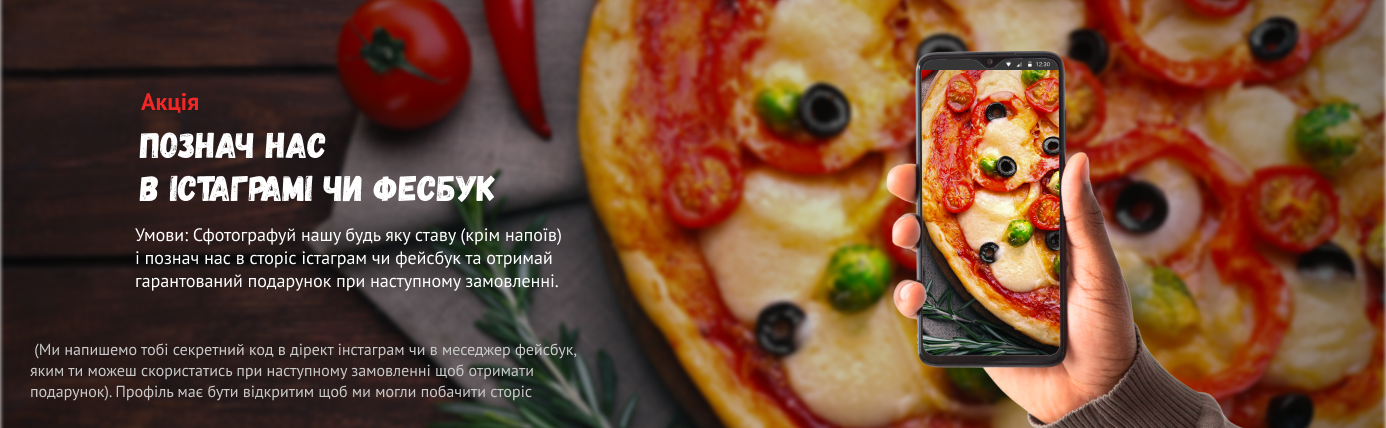 Акція
ПОЗНАЧ НАС
В ІСТАГРАМІ ЧИ ФЕСБУК
Умови: Сфотографуй нашу будь яку ставу (крім напоїв)
і познач нас в сторіс істаграм чи фейсбук та отримай
гарантований подарунок при наступному замовленні.
(Ми напишемо тобі секретний код в дірект інстаграм чи в меседжер фейсбук,
яким ти можеш скористатись при наступному замовленні щоб отримати
подарунок). Профіль має бути відкритим щоб ми могли побачити сторіс
12:30